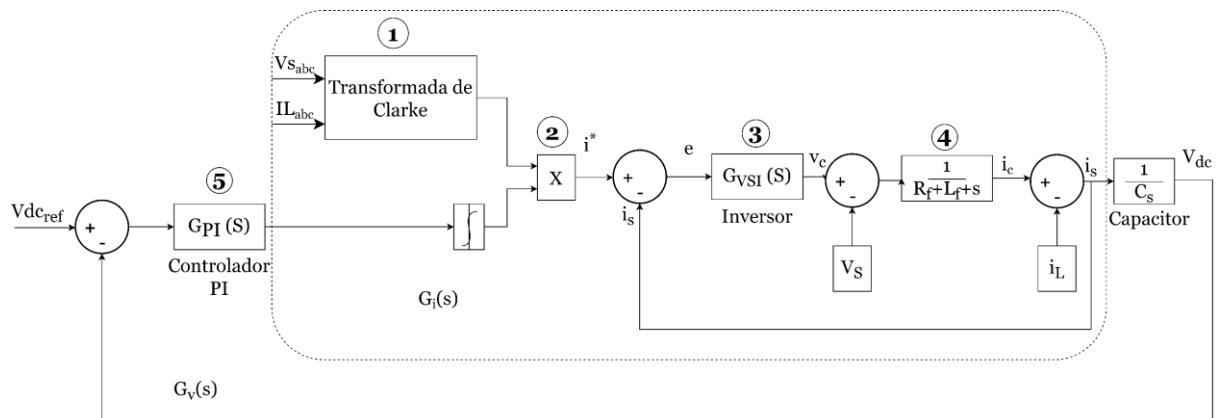 1
Vs_abc
Transformada de
Clarke
IL_abc
2
i*
3
4
e
v_c
i_c
i_s
V_dc
5
X
G_VSI (S)
1
R_f+L_f+s
1
C_s
Vdc_ref
+
-
G_PI (S)
+
-
i_s
+
-
+
-
Inversor
Capacitor
Controlador
PI
V_S
i_L
G_i(s)
G_v(s)